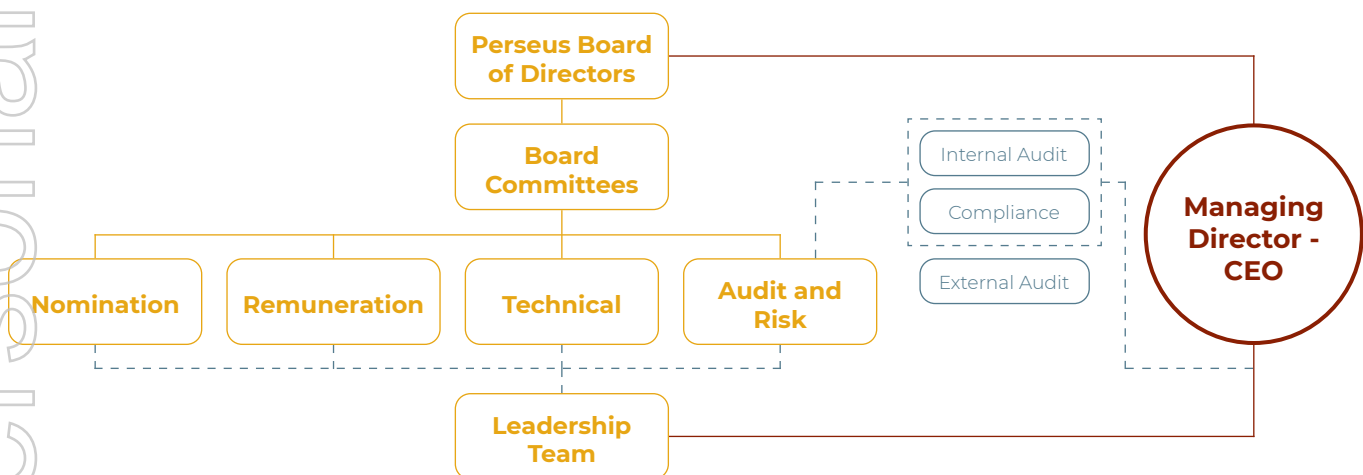 Perseus Board
of Directors
Board
Committees
Internal Audit
Compliance
External Audit
Managing
Director -
CEO
Nomination
Remuneration
Technical
Audit and
Risk
Leadership
Team